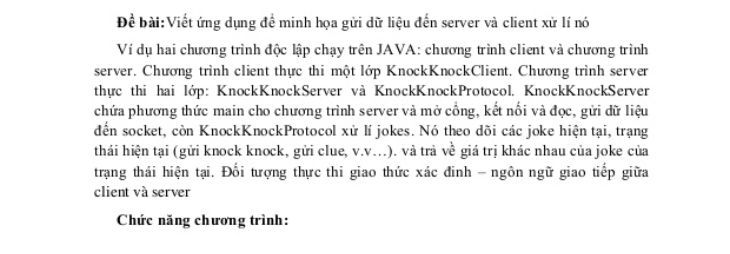 Đề bài:Viết ứng dụng để minh họa gửi dữ liệu đến server và client xử lí nó
Ví dụ hai chương trình độc lập chạy trên JAVA: chương trình client và chương trình
server. Chương trình client thực thi một lớp KnockKnockClient. Chương trình server
thực thi hai lớp: KnockKnockServer và KnockKnockProtocol. KnockKnockServer
chứa phương thức main cho chương trình server và mở cổng, kết nối và đọc, gửi dữ liệu
đến socket, còn KnockKnockProtocol xử lí jokes. Nó theo dõi các joke hiện tại, trạng
thái hiện tại (gửi knock knock, gửi clue, v.v…). và trả về giá trị khác nhau của joke của
trạng thái hiện tại. Đối tượng thực thi giao thức xác đinh – ngôn ngữ giao tiếp giữa
client và server
Chức năng chương trình: